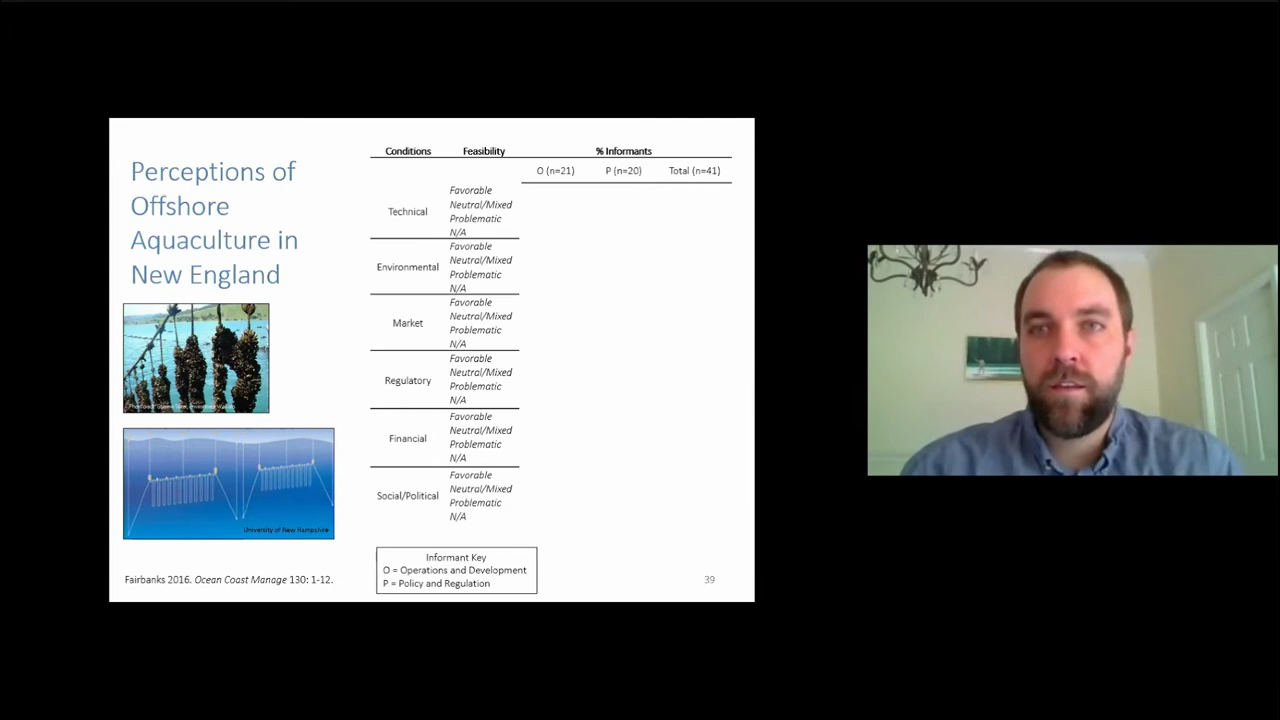 Perceptions of
Offshore
Aquaculture in
New England
University of New Hampshire
Fairbanks 2016. Ocean Coast Manage 130: 1-12.
Conditions Feasibility % Informants
O (n=21) P (n=20) Total (n=41)
Technical
Favorable
Neutral/Mixed
Problematic
N/A
Environmental
Favorable
Neutral/Mixed
Problematic
N/A
Market
Favorable
Neutral/Mixed
Problematic
N/A
Regulatory
Favorable
Neutral/Mixed
Problematic
N/A
Financial
Favorable
Neutral/Mixed
Problematic
N/A
Social/Political
Favorable
Neutral/Mixed
Problematic
N/A
Informant Key
O = Operations and Development
P = Policy and Regulation
39